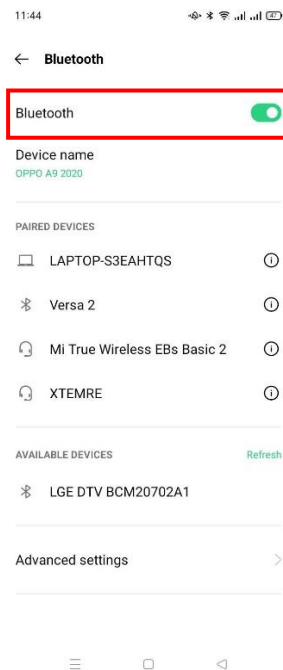 11:44
47
Bluetooth
Bluetooth
Device name
OPPO A9 2020
PAIRED DEVICES
LAPTOP-S3EAHTQS
Versa 2
Mi True Wireless EBs Basic 2
XTEMRE
AVAILABLE DEVICES Refresh
LGE DTV BCM20702A1
Advanced settings